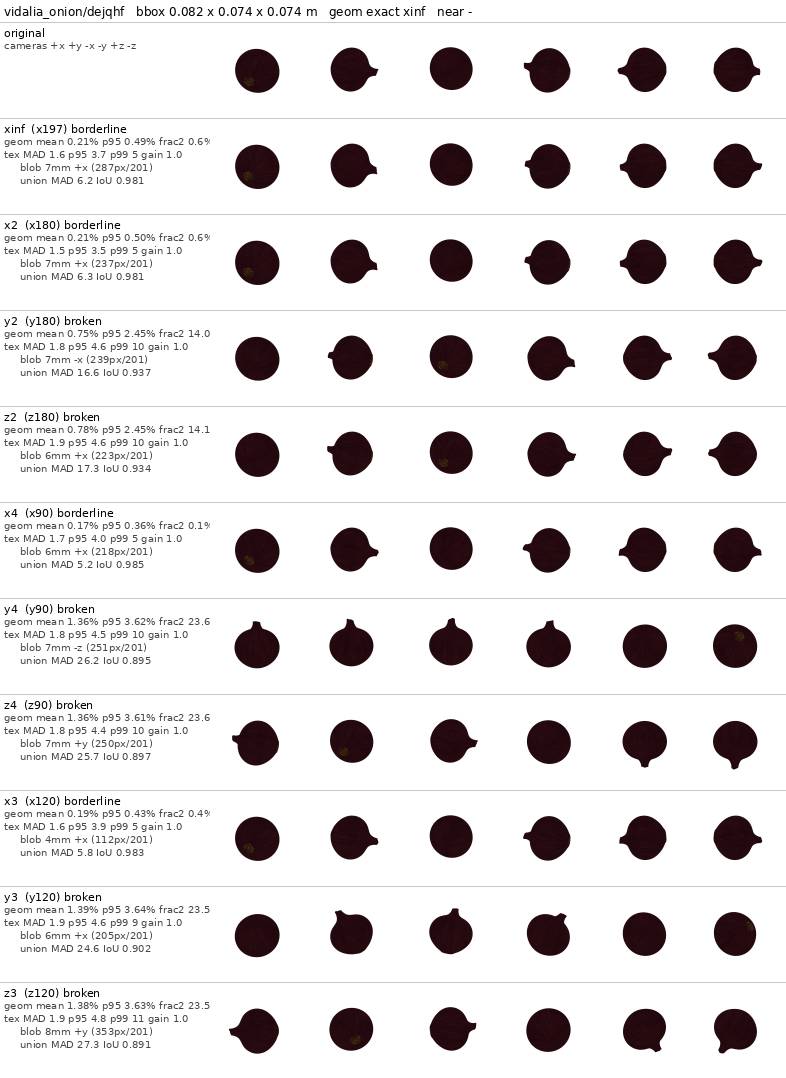 vidalia_onion/dejqhf   bbox 0.082 x 0.074 x 0.074 m   geom exact xinf   near -
original
cameras +x +y -x -y +z -z
xinf  (x197) borderline
geom mean 0.21% p95 0.49% frac2 0.6%
tex MAD 1.6 p95 3.7 p99 5 gain 1.0
blob 7mm +x (287px/201)
union MAD 6.2 IoU 0.981
x2  (x180) borderline
geom mean 0.21% p95 0.50% frac2 0.6%
tex MAD 1.5 p95 3.5 p99 5 gain 1.0
blob 7mm +x (237px/201)
union MAD 6.3 IoU 0.981
y2  (y180) broken
geom mean 0.75% p95 2.45% frac2 14.0
tex MAD 1.8 p95 4.6 p99 10 gain 1.0
blob 7mm -x (239px/201)
union MAD 16.6 IoU 0.937
z2  (z180) broken
geom mean 0.78% p95 2.45% frac2 14.1
tex MAD 1.9 p95 4.6 p99 10 gain 1.0
blob 6mm +x (223px/201)
union MAD 17.3 IoU 0.934
x4  (x90) borderline
geom mean 0.17% p95 0.36% frac2 0.1%
tex MAD 1.7 p95 4.0 p99 5 gain 1.0
blob 6mm +x (218px/201)
union MAD 5.2 IoU 0.985
y4  (y90) broken
geom mean 1.36% p95 3.62% frac2 23.6
tex MAD 1.8 p95 4.5 p99 10 gain 1.0
blob 7mm -z (251px/201)
union MAD 26.2 IoU 0.895
z4  (z90) broken
geom mean 1.36% p95 3.61% frac2 23.6
tex MAD 1.8 p95 4.4 p99 10 gain 1.0
blob 7mm +y (250px/201)
union MAD 25.7 IoU 0.897
x3  (x120) borderline
geom mean 0.19% p95 0.43% frac2 0.4%
tex MAD 1.6 p95 3.9 p99 5 gain 1.0
blob 4mm +x (112px/201)
union MAD 5.8 IoU 0.983
y3  (y120) broken
geom mean 1.39% p95 3.64% frac2 23.5
tex MAD 1.9 p95 4.6 p99 9 gain 1.0
blob 6mm +x (205px/201)
union MAD 24.6 IoU 0.902
z3  (z120) broken
geom mean 1.38% p95 3.63% frac2 23.5
tex MAD 1.9 p95 4.8 p99 11 gain 1.0
blob 8mm +y (353px/201)
union MAD 27.3 IoU 0.891